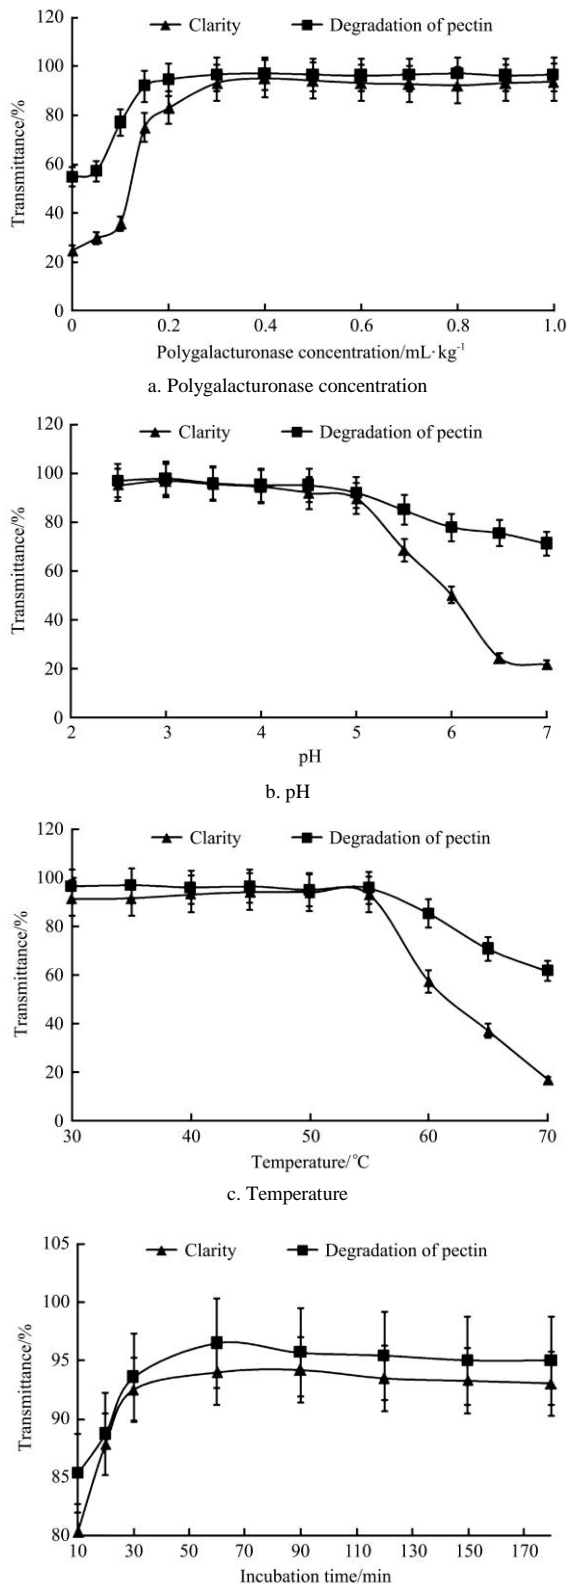 Clarity Degradation of pectin
120
100
80
60
40
20
0
Transmittance/%
0 0.2 0.4 0.6 0.8 1.0
Polygalacturonase concentration/mL·kg⁻¹
a. Polygalacturonase concentration
Clarity Degradation of pectin
120
100
80
60
40
20
0
Transmittance/%
2 3 4 5 6 7
pH
b. pH
Clarity Degradation of pectin
120
100
80
60
40
20
0
Transmittance/%
30 40 50 60 70
Temperature/℃
c. Temperature
Clarity Degradation of pectin
105
100
95
90
85
80
Transmittance/%
10 30 50 70 90 110 130 150 170
Incubation time/min